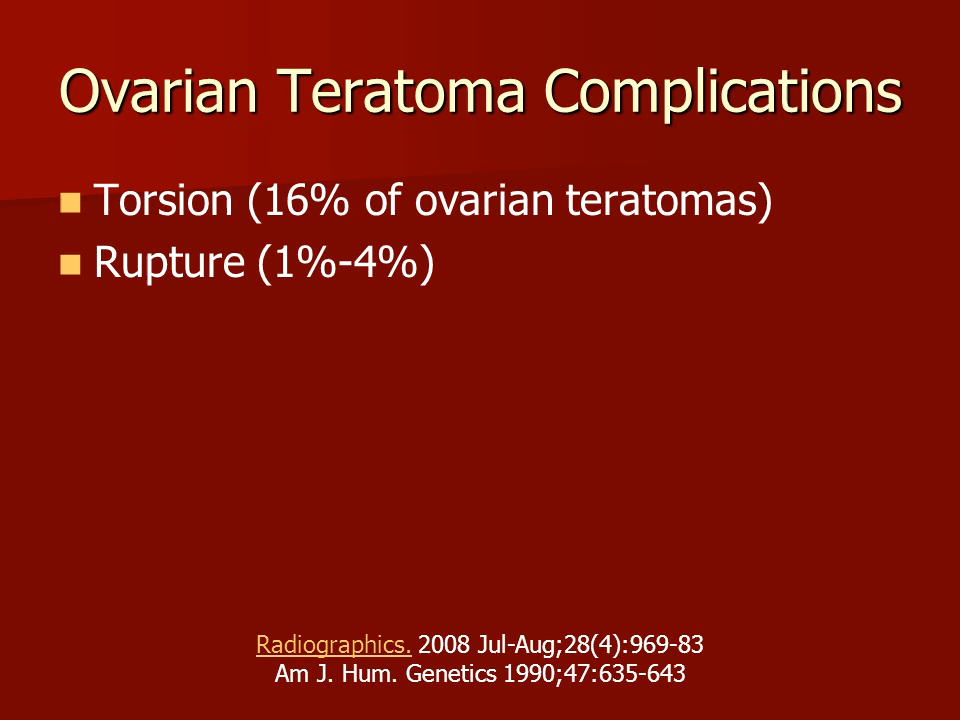 Ovarian Teratoma Complications
Torsion (16% of ovarian teratomas)
Rupture (1%-4%)
Radiographics. 2008 Jul-Aug;28(4):969-83
Am J. Hum. Genetics 1990;47:635-643